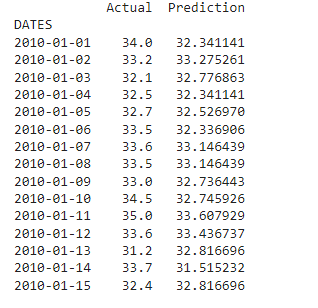 Actual Prediction
DATES
2010-01-01 34.0 32.341141
2010-01-02 33.2 33.275261
2010-01-03 32.1 32.776863
2010-01-04 32.5 32.341141
2010-01-05 32.7 32.526970
2010-01-06 33.5 32.336906
2010-01-07 33.6 33.146439
2010-01-08 33.5 33.146439
2010-01-09 33.0 32.736443
2010-01-10 34.5 32.745926
2010-01-11 35.0 33.607929
2010-01-12 33.6 33.436737
2010-01-13 31.2 32.816696
2010-01-14 33.7 31.515232
2010-01-15 32.4 32.816696